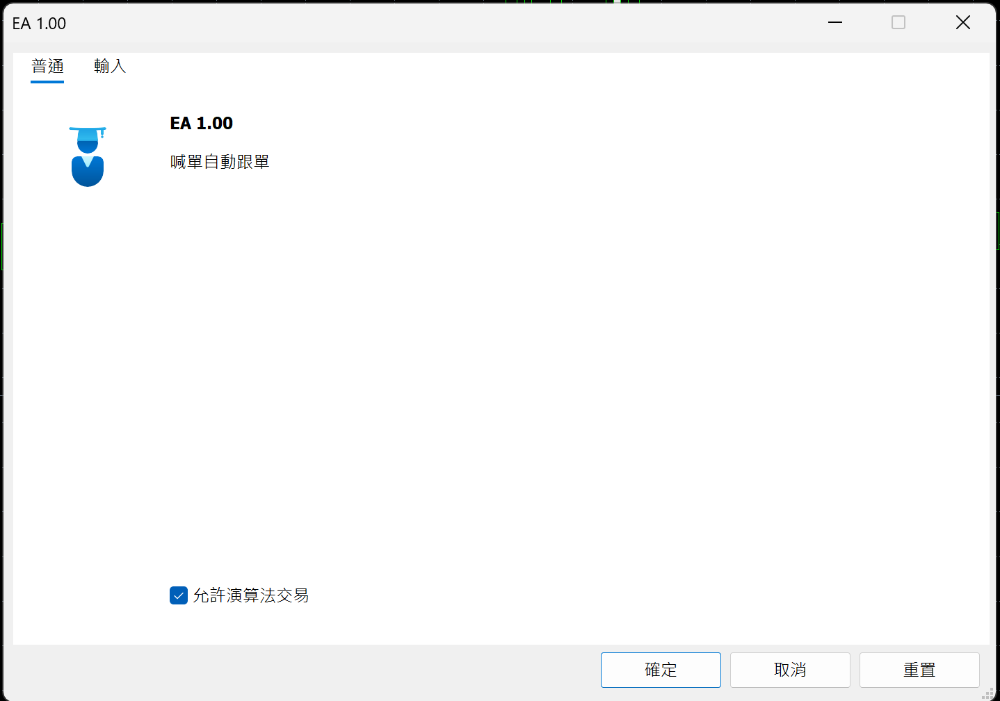 EA 1.00
普通 輸入
EA 1.00
喊單自動跟單
允許演算法交易
確定 取消 重置